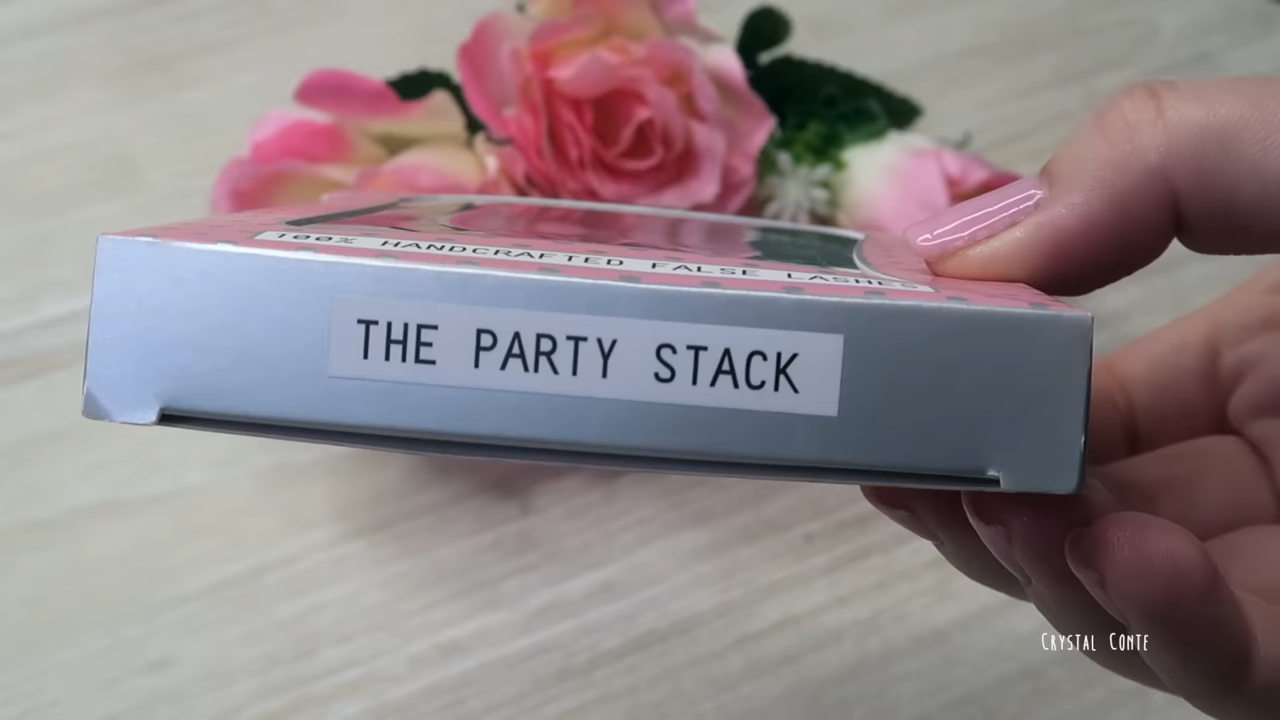 100% HANDCRAFTED FALSE LASHES
THE PARTY STACK
CRYSTAL CONTE